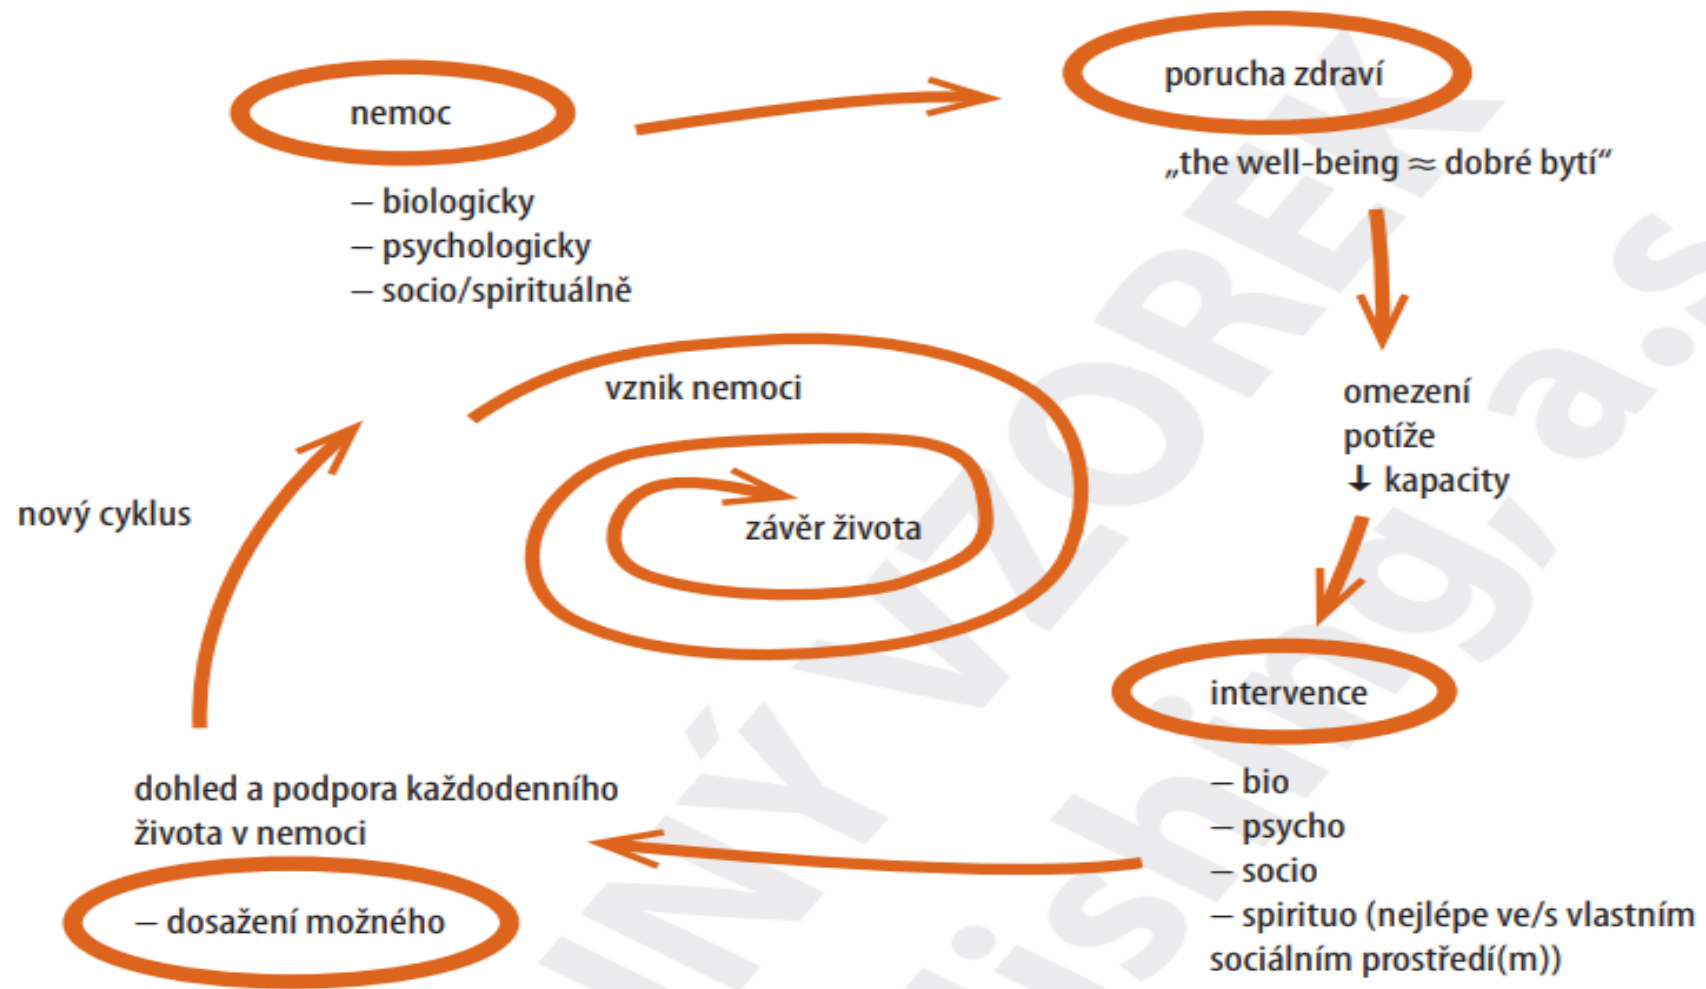 nemoc
– biologicky
– psychologicky
– socio/spirituálně
porucha zdraví
„the well-being ≈ dobré bytí“
omezení
potíže
↓ kapacity
intervence
– bio
– psycho
– socio
– spirituo (nejlépe ve/s vlastním
sociálním prostředí(m))
dohled a podpora každodenního
života v nemoci
– dosažení možného
nový cyklus
vznik nemoci
závěr života
VZOREK
a.s